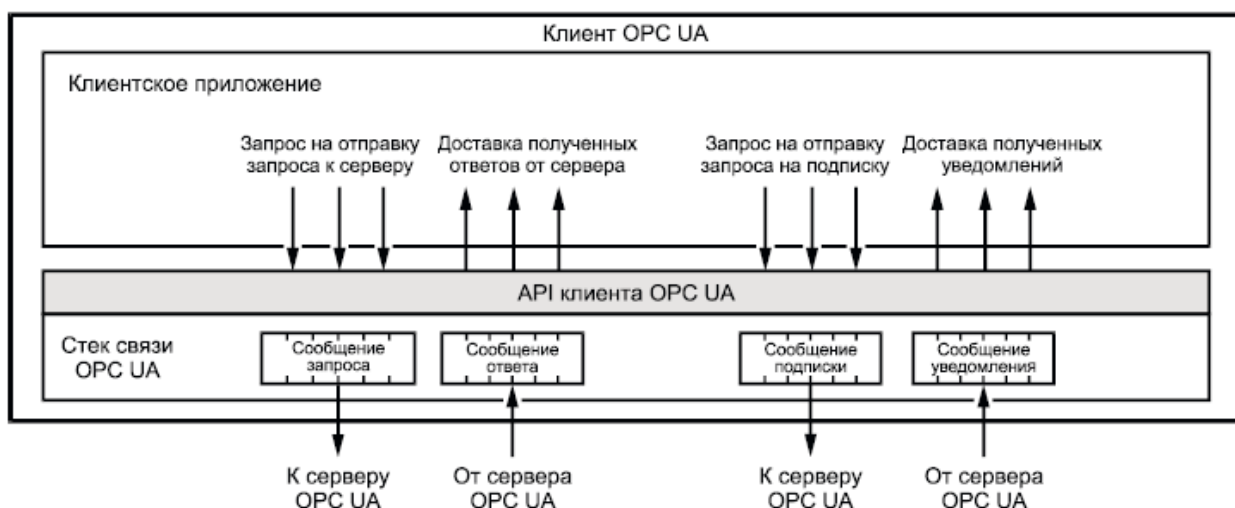 Клиент OPC UA
Клиентское приложение
Запрос на отправку
запроса к серверу
Доставка полученных
ответов от сервера
Запрос на отправку
запроса на подписку
Доставка полученных
уведомлений
API клиента OPC UA
Стек связи
OPC UA
Сообщение
запроса
Сообщение
ответа
Сообщение
подписки
Сообщение
уведомления
К серверу
OPC UA
От сервера
OPC UA
К серверу
OPC UA
От сервера
OPC UA